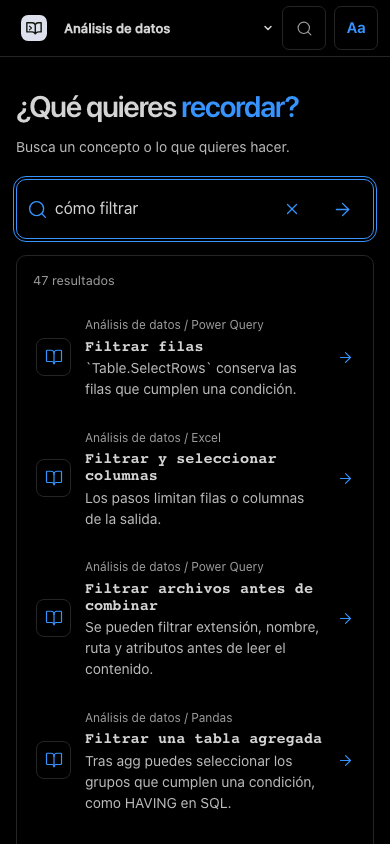 Análisis de datos
Aa
¿Qué quieres recordar?
Busca un concepto o lo que quieres hacer.
cómo filtrar
47 resultados
Análisis de datos / Power Query
Filtrar filas
`Table.SelectRows` conserva las
filas que cumplen una condición.
Análisis de datos / Excel
Filtrar y seleccionar
columnas
Los pasos limitan filas o columnas
de la salida.
Análisis de datos / Power Query
Filtrar archivos antes de
combinar
Se pueden filtrar extensión, nombre,
ruta y atributos antes de leer el
contenido.
Análisis de datos / Pandas
Filtrar una tabla agregada
Tras agg puedes seleccionar los
grupos que cumplen una condición,
como HAVING en SQL.